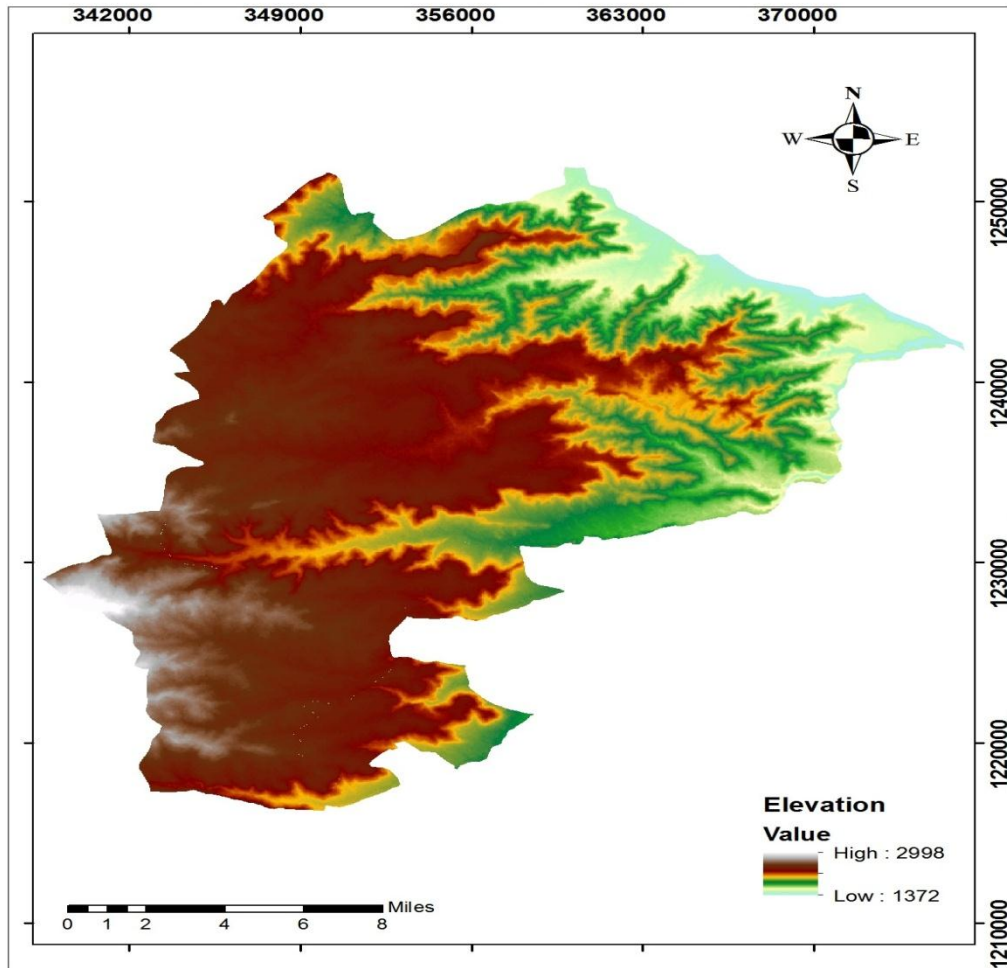 342000 349000 356000 363000 370000
N
W E
S
1250000
1240000
1230000
1220000
1210000
Elevation
Value
High : 2998
Low : 1372
Miles
0 1 2 4 6 8